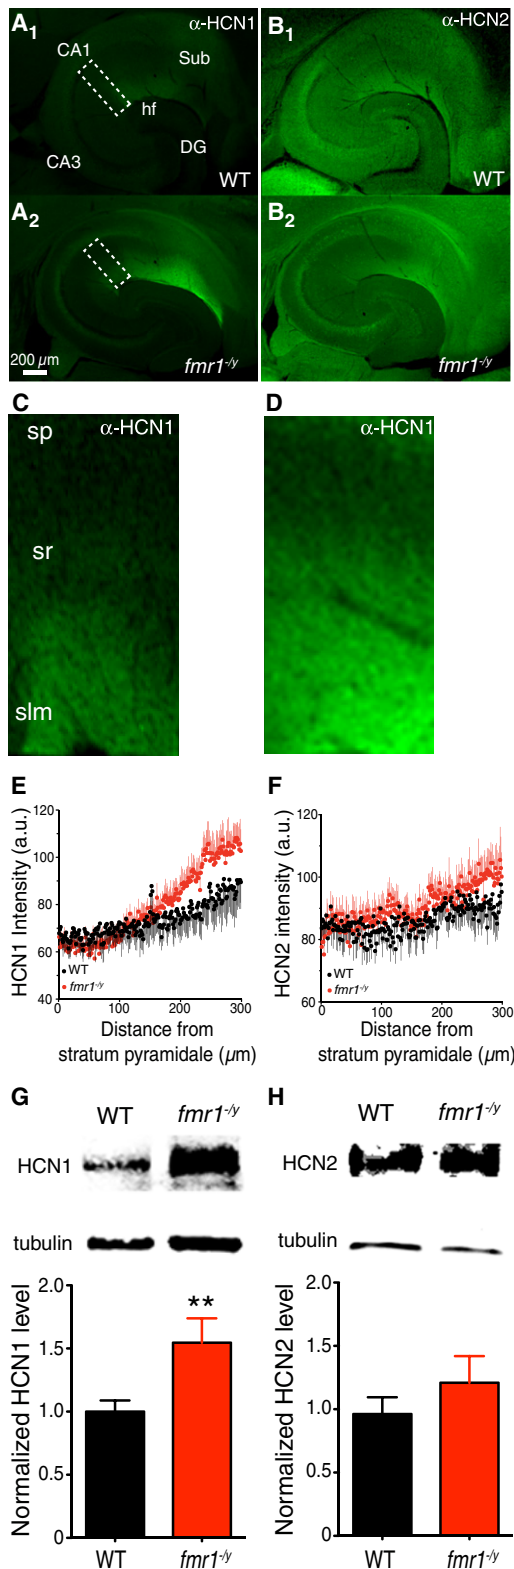 A1 α-HCN1
CA1 Sub
hf
DG
CA3
WT
B1 α-HCN2
WT
A2
200 µm
fmr1-/y
B2
fmr1-/y
C
sp α-HCN1
sr
slm
D
α-HCN1
E
HCN1 Intensity (a.u.)
120
100
80
60
40
WT
fmr1-/y
0 100 200 300
Distance from
stratum pyramidale (µm)
F
HCN2 intensity (a.u.)
120
100
80
60
WT
fmr1-/y
0 100 200 300
Distance from
stratum pyramidale (µm)
G
WT fmr1-/y
HCN1
tubulin
Normalized HCN1 level
2.0
1.5
1.0
0.5
0
**
WT fmr1-/y
H
WT fmr1-/y
HCN2
tubulin
Normalized HCN2 level
2.0
1.5
1.0
0.5
0
WT fmr1-/y